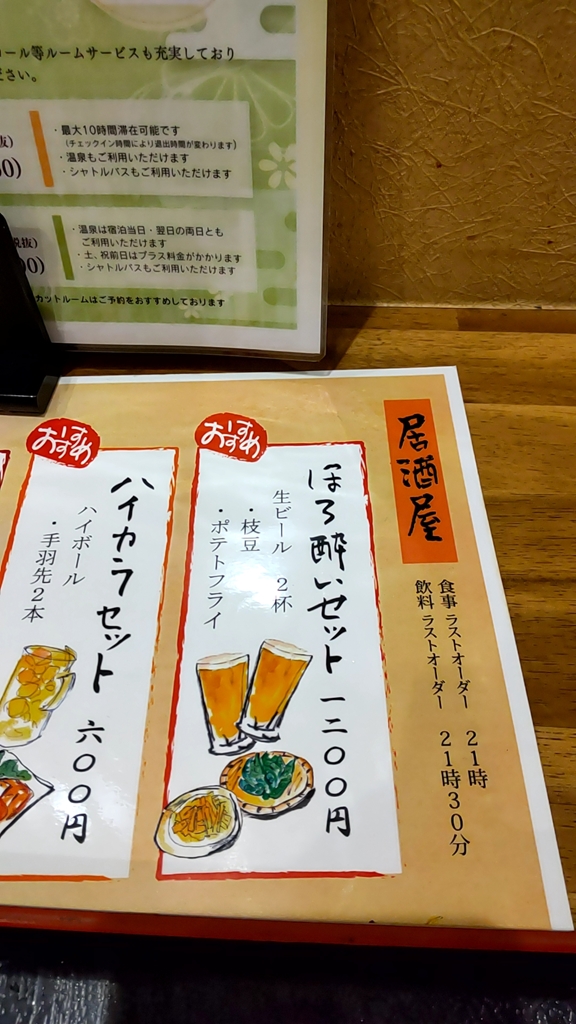 ール等ルームサービスも充実しており
ださい。
抜)
0)
・最大10時間滞在可能です
(チェックイン時間により退出時間が変わります)
・温泉もご利用いただけます
・シャトルバスもご利用いただけます
税抜)
00)
・温泉は宿泊当日・翌日の両日とも
ご利用いただけます
・土、祝前日はプラス料金がかかります
・シャトルバスもご利用いただけます
カットルームはご予約をおすすめしております
居酒屋
食事 ラストオーダー 21時
飲料 ラストオーダー 21時30分
おすすめ
ほろ酔いセット 一二〇〇円
生ビール 2杯
・枝豆
・ポテトフライ
おすすめ
ハイカラセット 六〇〇円
ハイボール
・手羽先2本